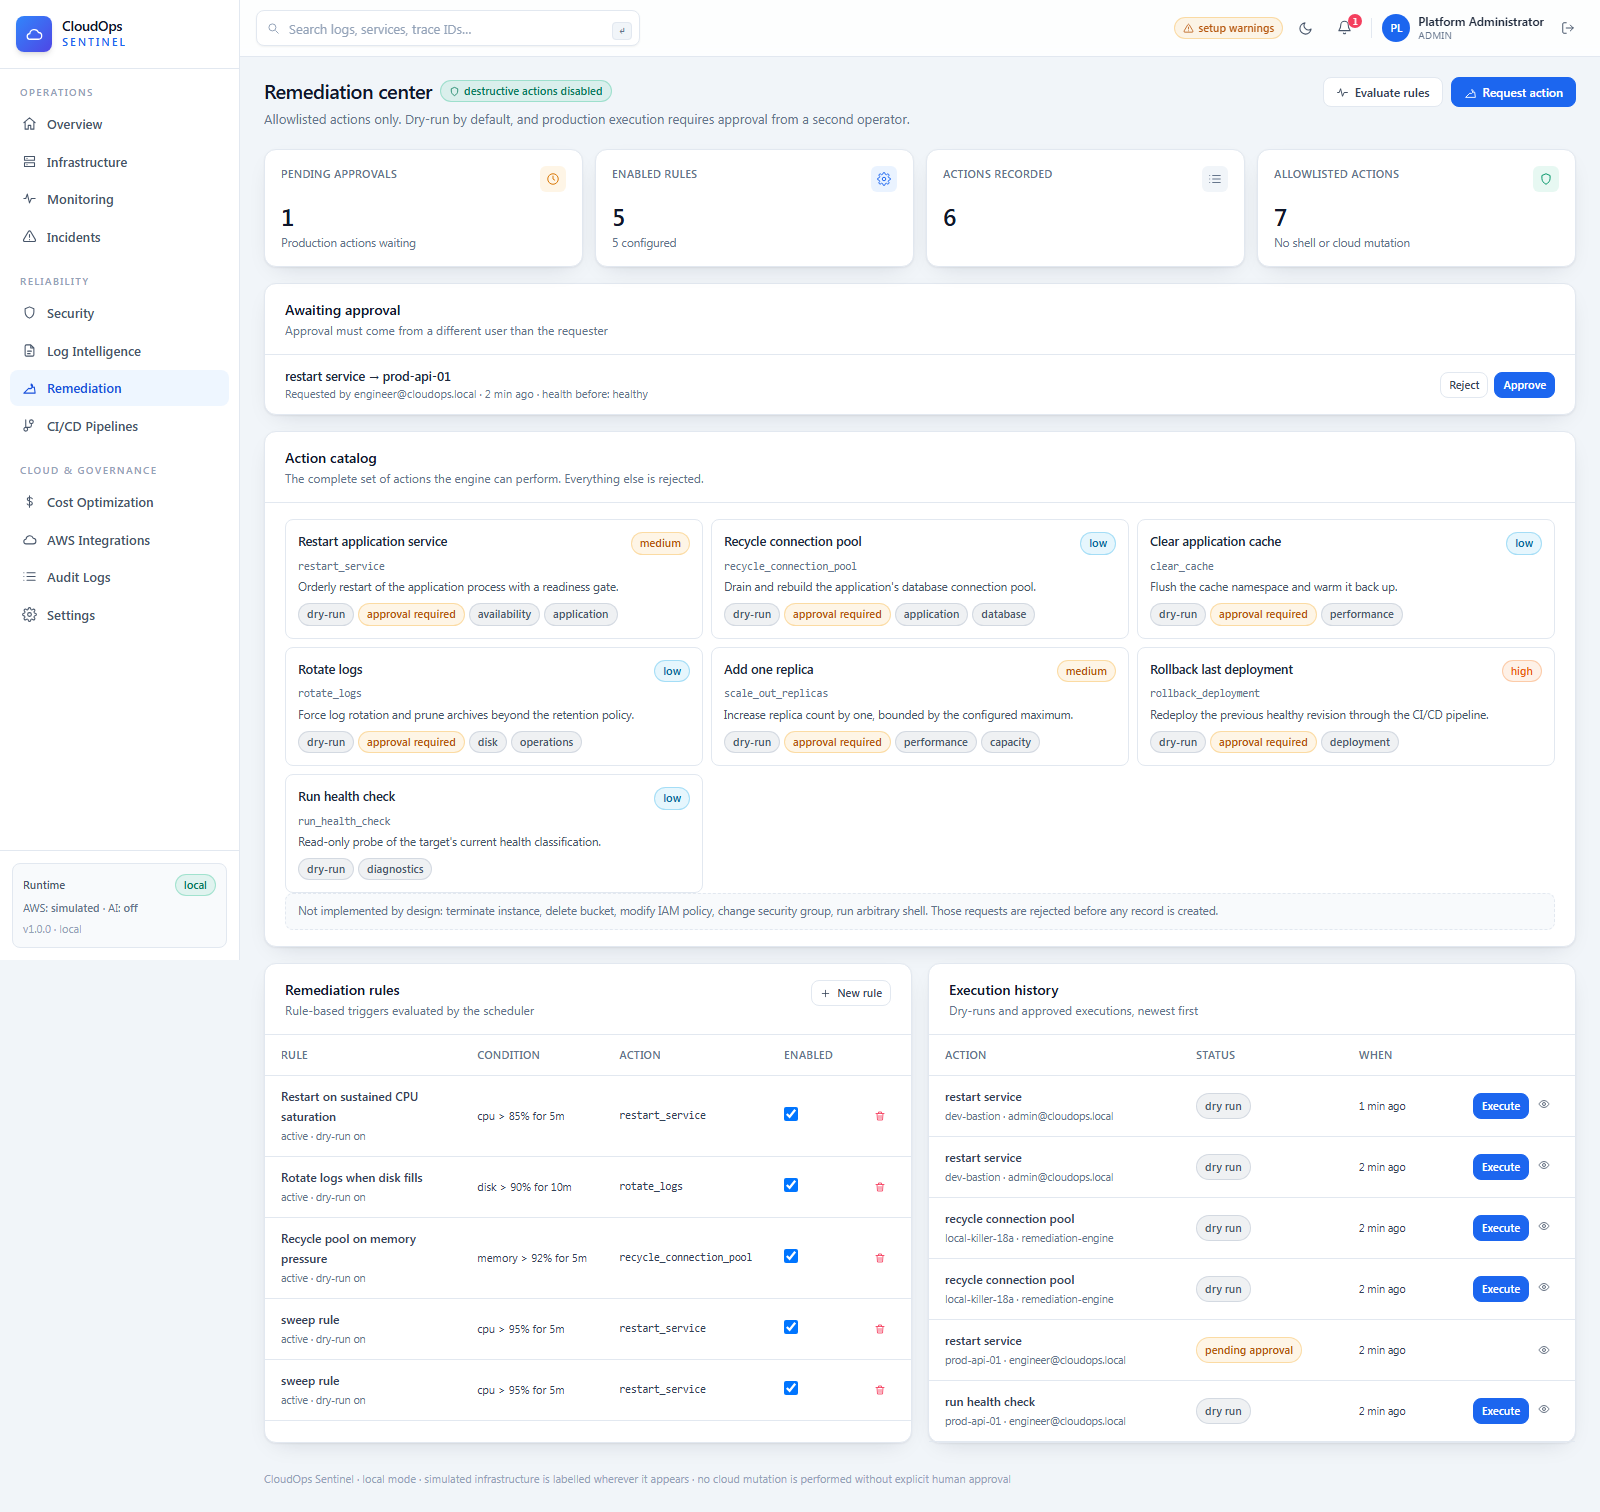 CloudOps
SENTINEL
OPERATIONS
Overview
Infrastructure
Monitoring
Incidents
RELIABILITY
Security
Log Intelligence
Remediation
CI/CD Pipelines
CLOUD & GOVERNANCE
Cost Optimization
AWS Integrations
Audit Logs
Settings
Runtime local
AWS: simulated · AI: off
v1.0.0 · local
Search logs, services, trace IDs...
setup warnings
1
PL
Platform Administrator
ADMIN
Remediation center destructive actions disabled
Allowlisted actions only. Dry-run by default, and production execution requires approval from a second operator.
Evaluate rules
Request action
PENDING APPROVALS
1
Production actions waiting
ENABLED RULES
5
5 configured
ACTIONS RECORDED
6
ALLOWLISTED ACTIONS
7
No shell or cloud mutation
Awaiting approval
Approval must come from a different user than the requester
restart service → prod-api-01
Requested by engineer@cloudops.local · 2 min ago · health before: healthy
Reject Approve
Action catalog
The complete set of actions the engine can perform. Everything else is rejected.
Restart application service medium
restart_service
Orderly restart of the application process with a readiness gate.
dry-run approval required availability application
Recycle connection pool low
recycle_connection_pool
Drain and rebuild the application's database connection pool.
dry-run approval required application database
Clear application cache low
clear_cache
Flush the cache namespace and warm it back up.
dry-run approval required performance
Rotate logs low
rotate_logs
Force log rotation and prune archives beyond the retention policy.
dry-run approval required disk operations
Add one replica medium
scale_out_replicas
Increase replica count by one, bounded by the configured maximum.
dry-run approval required performance capacity
Rollback last deployment high
rollback_deployment
Redeploy the previous healthy revision through the CI/CD pipeline.
dry-run approval required deployment
Run health check low
run_health_check
Read-only probe of the target's current health classification.
dry-run diagnostics
Not implemented by design: terminate instance, delete bucket, modify IAM policy, change security group, run arbitrary shell. Those requests are rejected before any record is created.
Remediation rules
Rule-based triggers evaluated by the scheduler
+ New rule
RULE CONDITION ACTION ENABLED
Restart on sustained CPU
saturation
active · dry-run on
cpu > 85% for 5m
restart_service
Rotate logs when disk fills
active · dry-run on
disk > 90% for 10m
rotate_logs
Recycle pool on memory
pressure
active · dry-run on
memory > 92% for 5m
recycle_connection_pool
sweep rule
active · dry-run on
cpu > 95% for 5m
restart_service
sweep rule
active · dry-run on
cpu > 95% for 5m
restart_service
Execution history
Dry-runs and approved executions, newest first
ACTION STATUS WHEN
restart service
dev-bastion · admin@cloudops.local
dry run
1 min ago
Execute
restart service
dev-bastion · admin@cloudops.local
dry run
2 min ago
Execute
recycle connection pool
local-killer-18a · remediation-engine
dry run
2 min ago
Execute
recycle connection pool
local-killer-18a · remediation-engine
dry run
2 min ago
Execute
restart service
prod-api-01 · engineer@cloudops.local
pending approval
2 min ago
run health check
prod-api-01 · engineer@cloudops.local
dry run
2 min ago
Execute
CloudOps Sentinel · local mode · simulated infrastructure is labelled wherever it appears · no cloud mutation is performed without explicit human approval